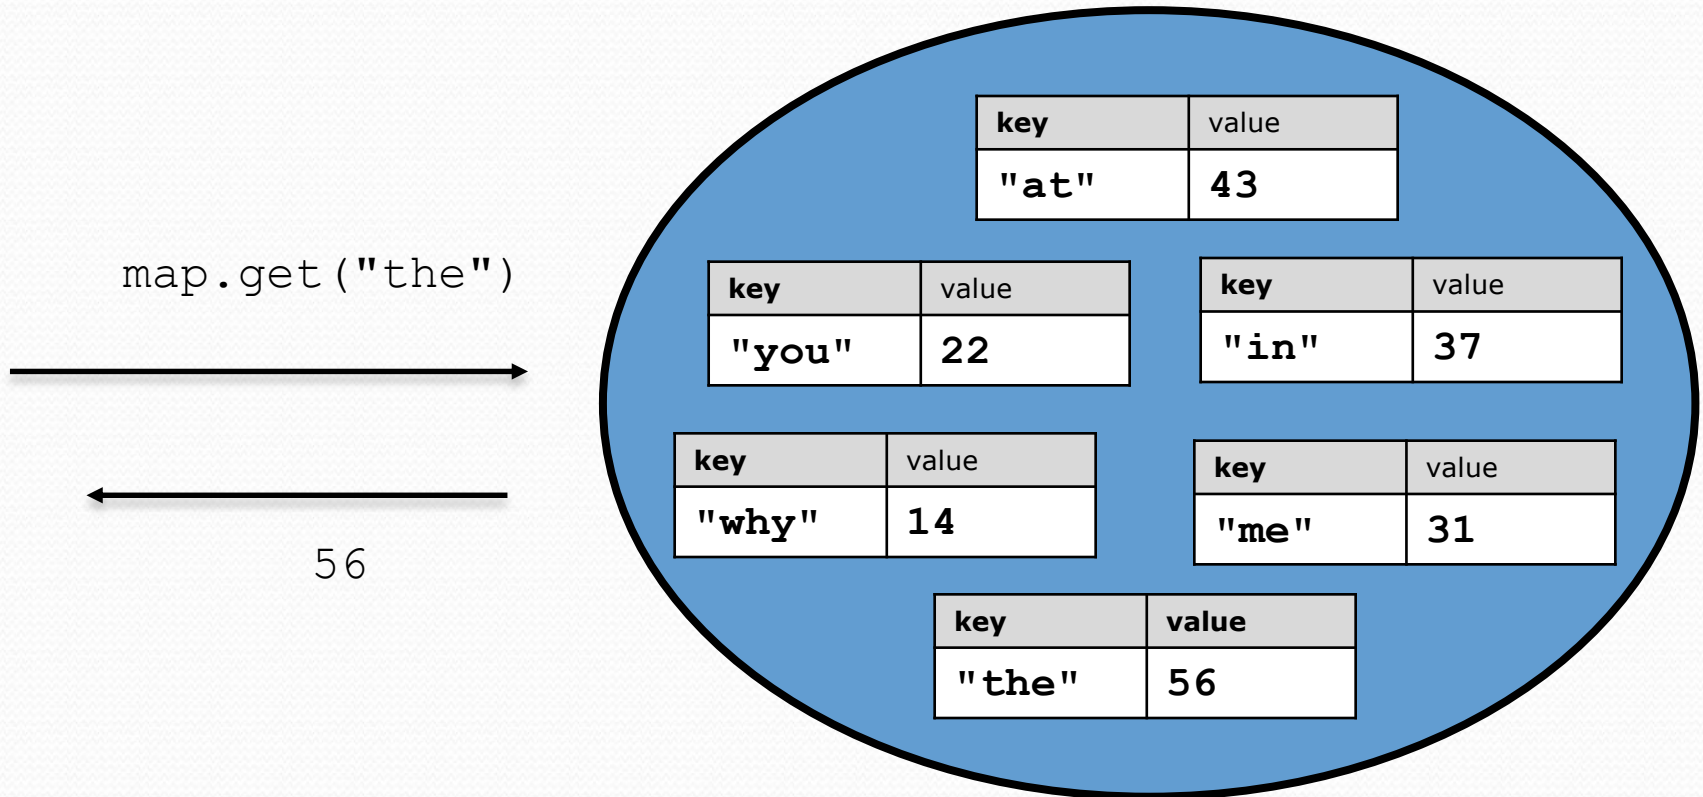 map.get("the")
56
key value
"at" 43
key value
"you" 22
key value
"in" 37
key value
"why" 14
key value
"me" 31
key value
"the" 56